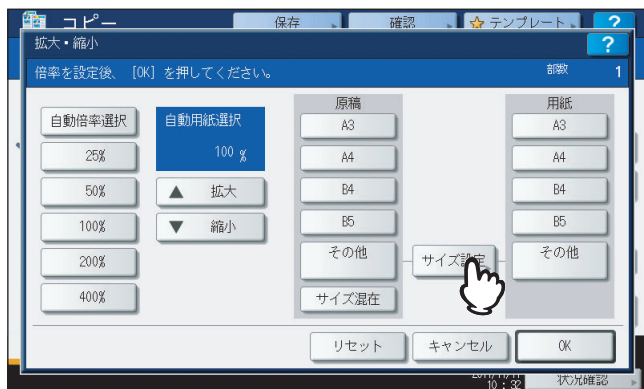 コピー 保存 確認 テンプレート ?
拡大・縮小 ?
倍率を設定後、 [OK] を押してください。 部数 1
原稿 用紙
自動倍率選択 自動用紙選択 A3 A3
25% 100 % A4 A4
50% ▲ 拡大 B4 B4
100% ▼ 縮小 B5 B5
200% その他 サイズ設定 その他
400% サイズ混在
リセット キャンセル OK
10:32 状況確認